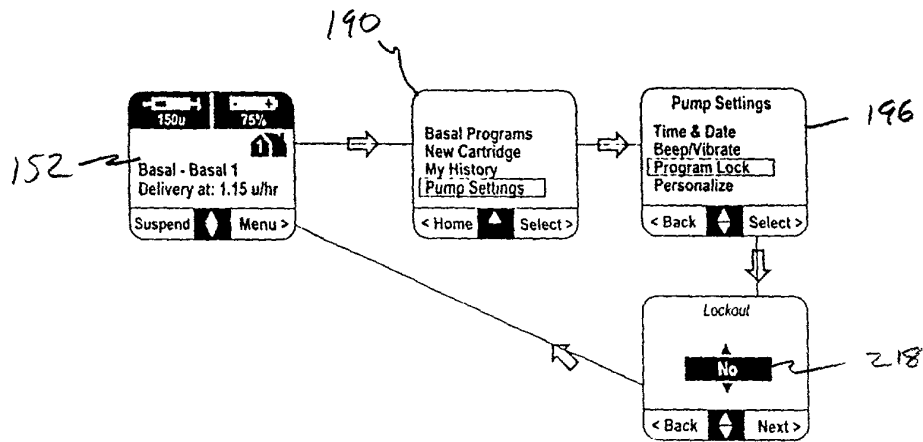 190
150u 75%
1
152
Basal - Basal 1
Delivery at: 1.15 u/hr
Suspend Menu >
Basal Programs
New Cartridge
My History
Pump Settings
< Home Select >
Pump Settings
196
Time & Date
Beep/Vibrate
Program Lock
Personalize
< Back Select >
Lockout
No
218
< Back Next >